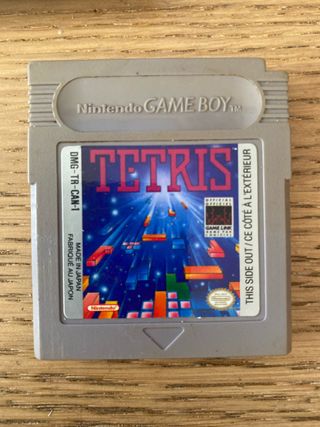 Nintendo GAME BOY TM
DMG-TR-CAN-1
TETRIS
GAME LINK
Nintendo
MADE IN JAPAN
FABRIQUÉ AU JAPON
THIS SIDE OUT / CE CÔTÉ À L'EXTÉRIEUR